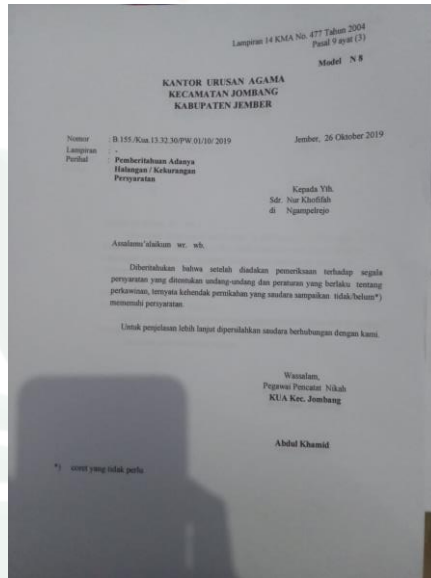 Lampiran 14 KMA No. 477 Tahun 2004
Pasal 9 ayat (3)
Model N 8
KANTOR URUSAN AGAMA
KECAMATAN JOMBANG
KABUPATEN JEMBER
Nomor : B.155./Kua.13.32.30/PW.01/10/ 2019 Jember, 26 Oktober 2019
Lampiran : -
Perihal : Pemberitahuan Adanya
Halangan / Kekurangan
Persyaratan
Kepada Yth.
Sdr. Nur Khofifah
di Ngampelrejo
Assalamu'alaikum wr. wb.
Diberitahukan bahwa setelah diadakan pemeriksaan terhadap segala
persyaratan yang ditentukan undang-undang dan peraturan yang berlaku tentang
perkawinan, ternyata kehendak pernikahan yang saudara sampaikan tidak/belum*)
memenuhi persyaratan.
Untuk penjelasan lebih lanjut dipersilahkan saudara berhubungan dengan kami.
Wassalam,
Pegawai Pencatat Nikah
KUA Kec. Jombang
Abdul Khamid
*) coret yang tidak perlu